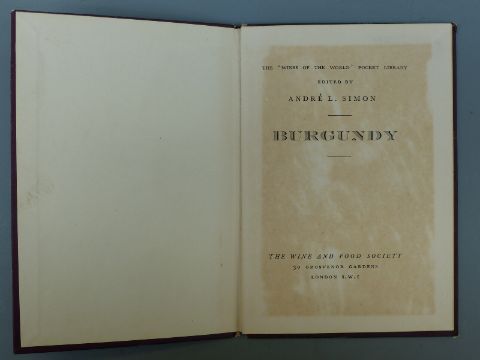 THE "WINES OF THE WORLD" POCKET LIBRARY
EDITED BY
ANDRÉ L. SIMON
BURGUNDY
THE WINE AND FOOD SOCIETY
30 GROSVENOR GARDENS
LONDON S.W.1